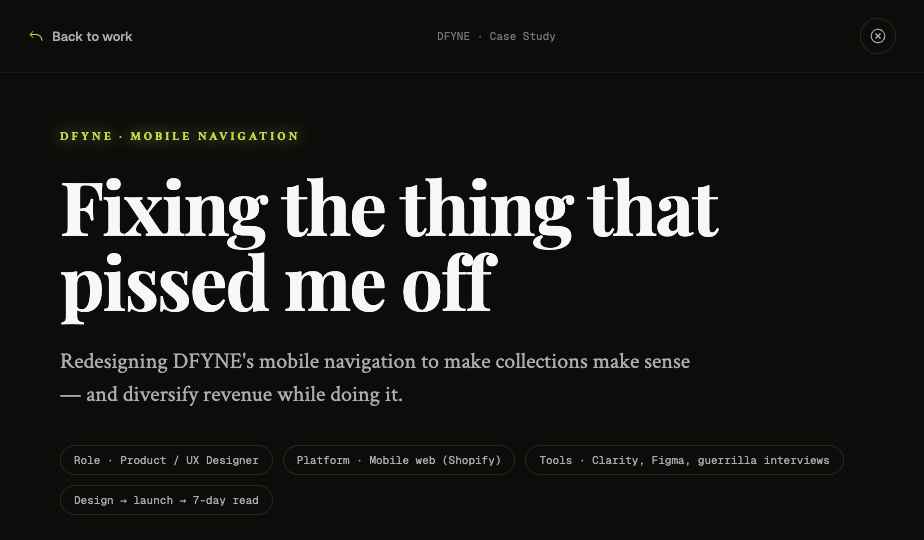 Back to work
DFYNE · Case Study
DFYNE · MOBILE NAVIGATION
Fixing the thing that
pissed me off
Redesigning DFYNE's mobile navigation to make collections make sense
— and diversify revenue while doing it.
Role · Product / UX Designer
Platform · Mobile web (Shopify)
Tools · Clarity, Figma, guerrilla interviews
Design → launch → 7-day read